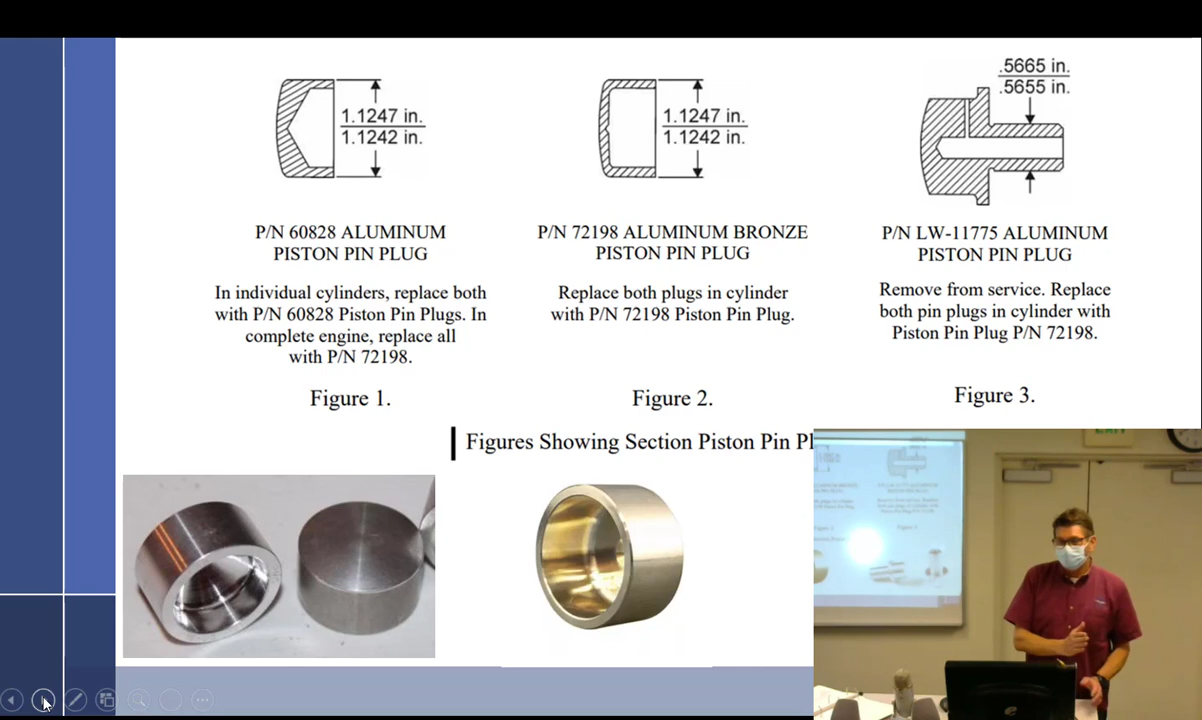 1.1247 in.
1.1242 in.
P/N 60828 ALUMINUM
PISTON PIN PLUG
In individual cylinders, replace both
with P/N 60828 Piston Pin Plugs. In
complete engine, replace all
with P/N 72198.
Figure 1.
1.1247 in.
1.1242 in.
P/N 72198 ALUMINUM BRONZE
PISTON PIN PLUG
Replace both plugs in cylinder
with P/N 72198 Piston Pin Plug.
Figure 2.
.5665 in.
.5655 in.
P/N LW-11775 ALUMINUM
PISTON PIN PLUG
Remove from service. Replace
both pin plugs in cylinder with
Piston Pin Plug P/N 72198.
Figure 3.
Figures Showing Section Piston Pin Pl
EXIT